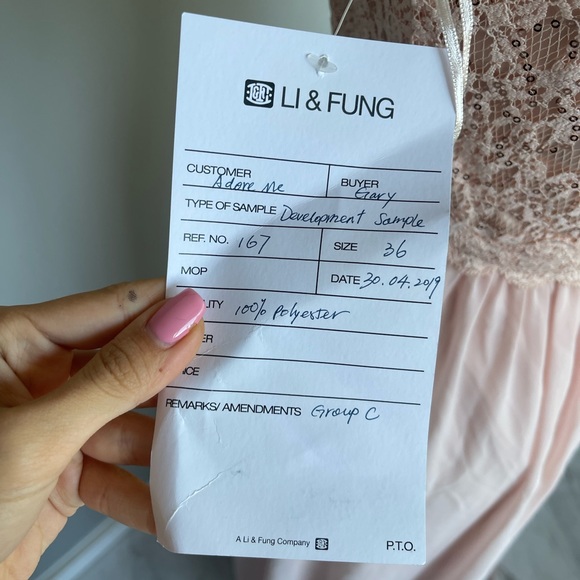 LI & FUNG
CUSTOMER Adore Me BUYER Gary
TYPE OF SAMPLE Development Sample
REF. NO. 167 SIZE 36
MOP DATE 30.04.2019
100% Polyester
REMARKS/ AMENDMENTS Group C
A Li & Fung Company P.T.O.